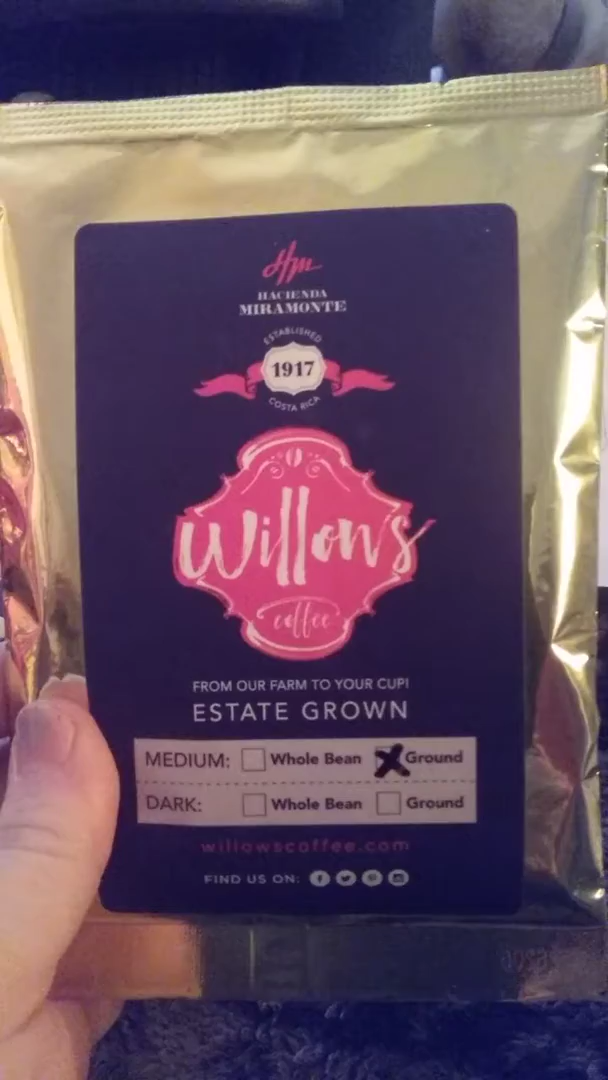 Hm
HACIENDA
MIRAMONTE
ESTABLISHED
1917
COSTA RICA
Willows
coffee
FROM OUR FARM TO YOUR CUP!
ESTATE GROWN
MEDIUM: Whole Bean X Ground
DARK: Whole Bean Ground
willowscoffee.com
FIND US ON: